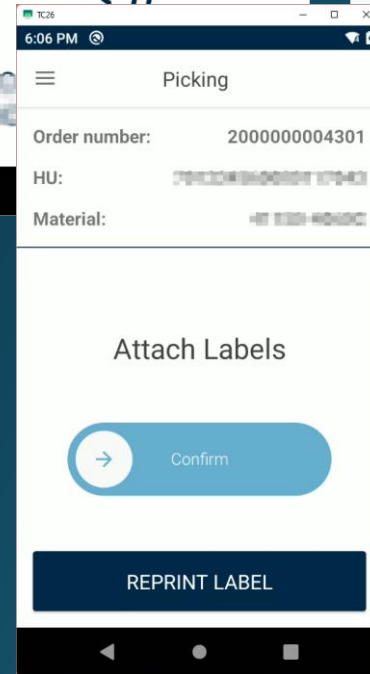 TC26
6:06 PM
Picking
Order number: 2000000004301
HU:
Material:
Attach Labels
Confirm
REPRINT LABEL